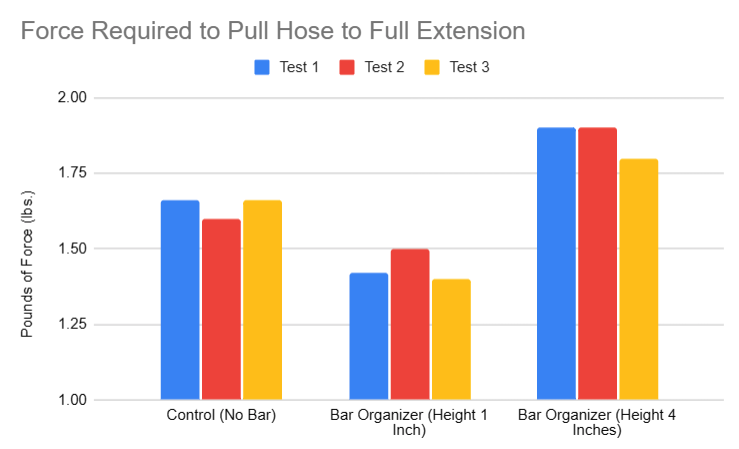 Force Required to Pull Hose to Full Extension
Test 1
Test 2
Test 3
2.00
1.75
1.50
1.25
1.00
Pounds of Force (lbs.)
Control (No Bar)
Bar Organizer (Height 1
Inch)
Bar Organizer (Height 4
Inches)